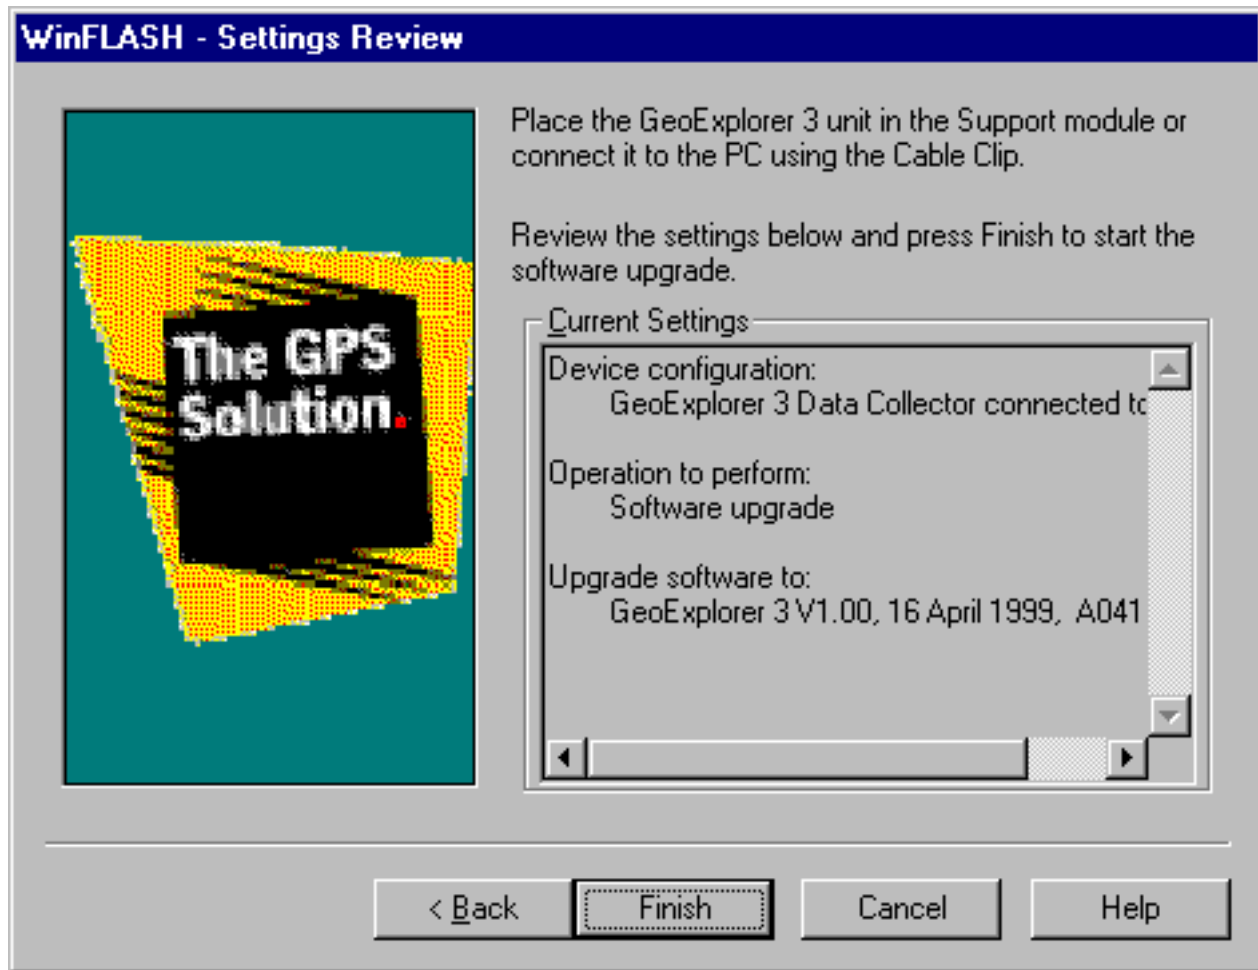 WinFLASH - Settings Review
Place the GeoExplorer 3 unit in the Support module or
connect it to the PC using the Cable Clip.
Review the settings below and press Finish to start the
software upgrade.
The GPS
Solution.
Current Settings
Device configuration:
GeoExplorer 3 Data Collector connected to
Operation to perform:
Software upgrade
Upgrade software to:
GeoExplorer 3 V1.00, 16 April 1999, A041
< Back
Finish
Cancel
Help